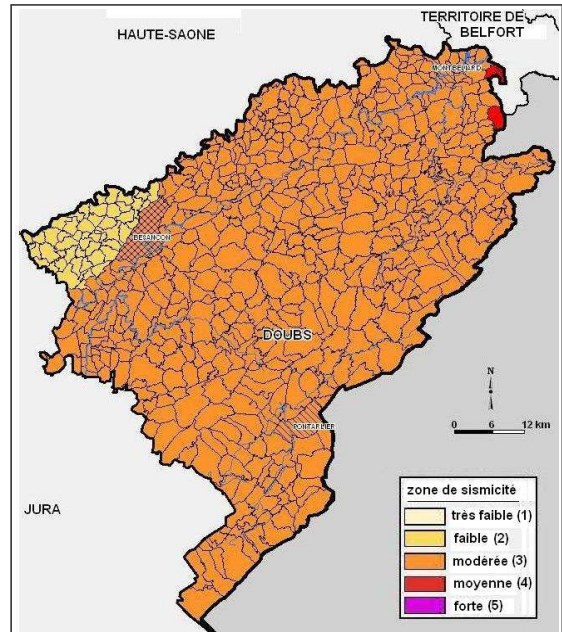 HAUTE-SAONE
TERRITOIRE DE
BELFORT
MONTBELIARD
BESANCON
DOUBS
PONTARLIER
N
0 6 12 km
JURA
zone de sismicité
très faible (1)
faible (2)
modérée (3)
moyenne (4)
forte (5)